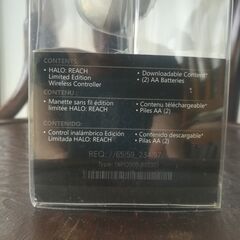 CONTENTS:
• HALO: REACH
Limited Edition
Wireless Controller
• Downloadable Content*
• (2) AA Batteries
CONTENU:
• Manette sans fil édition
limitée HALO: REACH
• Contenu téléchargeable*
• Piles AA (2)
CONTENIDO:
• Control inalámbrico Edición
Limitada HALO: REACH
• Contenido descargable*
• Pilas AA (2)